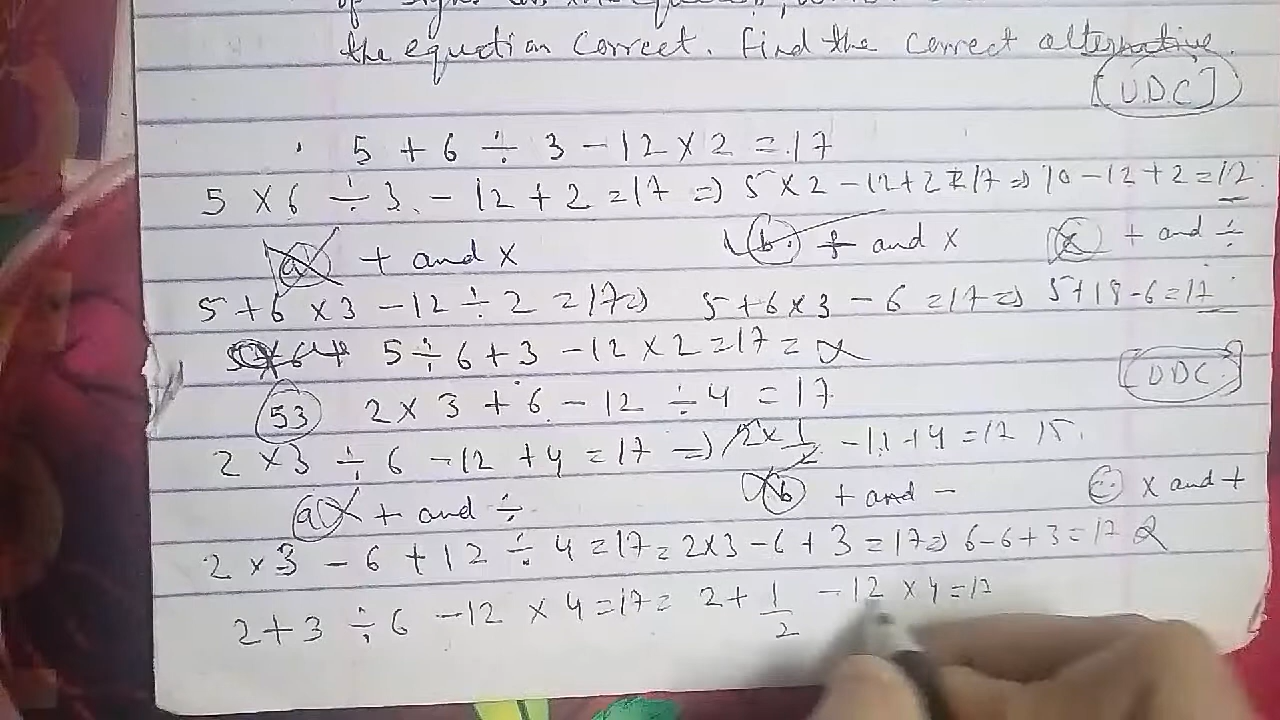 the equation correct. Find the correct alternative.
[U.D.C]
5 + 6 ÷ 3 - 12 × 2 = 17
5 × 6 ÷ 3 - 12 + 2 = 17 => 5 × 2 - 12 + 2 = 17 => 10 - 12 + 2 = 12
a + and × b. ÷ and × c + and ÷
5 + 6 × 3 - 12 ÷ 2 = 17 => 5 + 6 × 3 - 6 = 17 => 5 + 18 - 6 = 17
5 ÷ 6 + 3 - 12 × 2 = 17 =
[UDC]
53 2 × 3 + 6 - 12 ÷ 4 = 17
2 × 3 ÷ 6 - 12 + 4 = 17 => 2 × 1/2 - 12 + 4 = 17
a + and ÷ b + and - c × and +
2 × 3 - 6 + 12 ÷ 4 = 17 = 2 × 3 - 6 + 3 = 17 => 6 - 6 + 3 = 17
2 + 3 ÷ 6 - 12 × 4 = 17 = 2 + 1/2 - 12 × 4 = 17